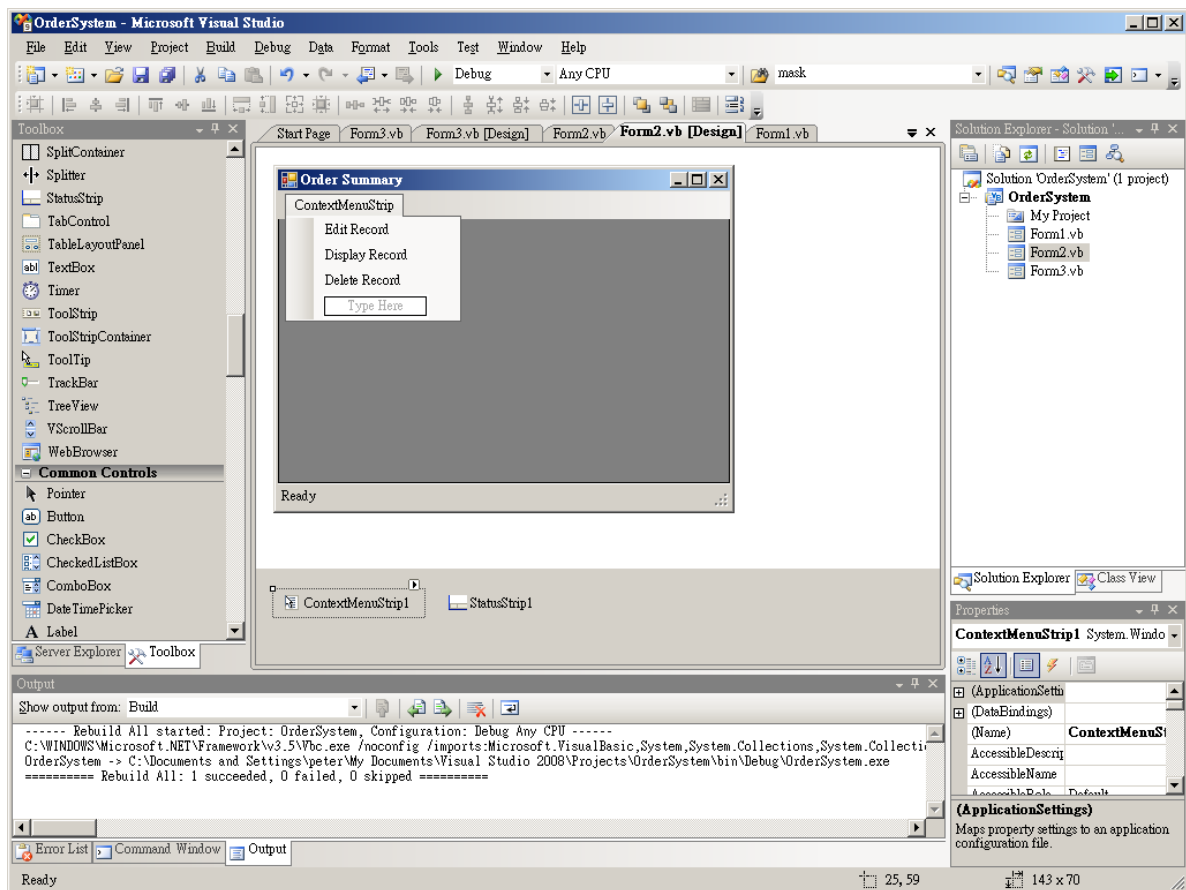 OrderSystem - Microsoft Visual Studio
File Edit View Project Build Debug Data Format Tools Test Window Help
Debug Any CPU mask
Toolbox
SplitContainer
Splitter
StatusStrip
TabControl
TableLayoutPanel
TextBox
Timer
ToolStrip
ToolStripContainer
ToolTip
TrackBar
TreeView
VScrollBar
WebBrowser
Common Controls
Pointer
Button
CheckBox
CheckedListBox
ComboBox
DateTimePicker
Label
Server Explorer Toolbox
Start Page Form3.vb Form3.vb [Design] Form2.vb Form2.vb [Design] Form1.vb
Order Summary
ContextMenuStrip
Edit Record
Display Record
Delete Record
Type Here
Ready
ContextMenuStrip1 StatusStrip1
Solution Explorer - Solution '...
Solution 'OrderSystem' (1 project)
OrderSystem
My Project
Form1.vb
Form2.vb
Form3.vb
Solution Explorer Class View
Properties
ContextMenuStrip1 System.Windo
(ApplicationSettin
(DataBindings)
(Name) ContextMenuSt
AccessibleDescrip
AccessibleName
AccessibleRole Default
(ApplicationSettings)
Maps property settings to an application
configuration file.
Output
Show output from: Build
------ Rebuild All started: Project: OrderSystem, Configuration: Debug Any CPU ------
C:\WINDOWS\Microsoft.NET\Framework\v3.5\Vbc.exe /noconfig /imports:Microsoft.VisualBasic,System,System.Collections,System.Collecti
OrderSystem -> C:\Documents and Settings\peter\My Documents\Visual Studio 2008\Projects\OrderSystem\bin\Debug\OrderSystem.exe
========== Rebuild All: 1 succeeded, 0 failed, 0 skipped ==========
Error List Command Window Output
Ready 25, 59 143 x 70